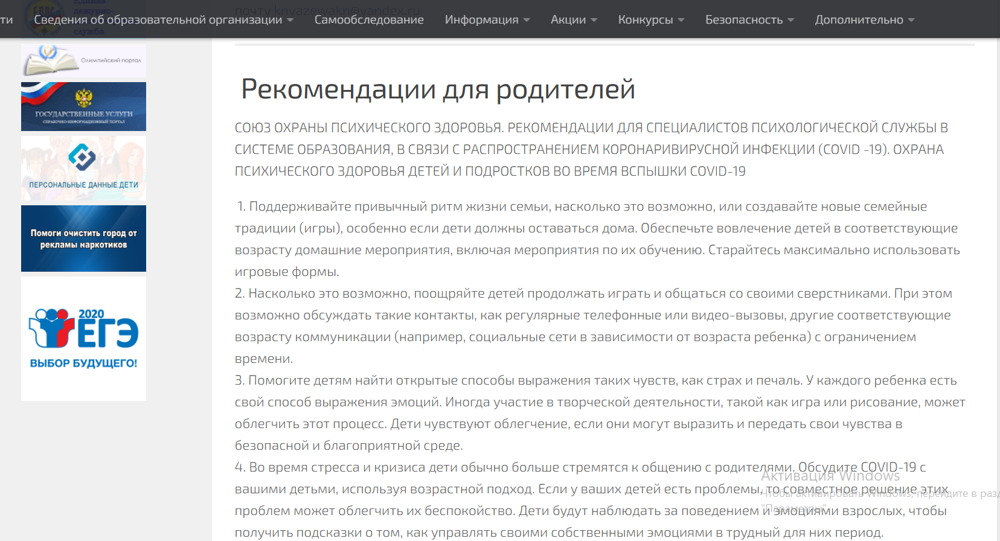 почту knyazewakn@yandex.ru
ти Сведения об образовательной организации Самообследование Информация Акции Конкурсы Безопасность Дополнительно
Единая
дежурно-
служба
Олимпийский портал
ГОСУДАРСТВЕННЫЕ УСЛУГИ
СПРАВОЧНО-ИНФОРМАЦИОННЫЙ ПОРТАЛ
ПЕРСОНАЛЬНЫЕ ДАННЫЕ.ДЕТИ
Помоги очистить город от
рекламы наркотиков
2020
ЕГЭ
ВЫБОР БУДУЩЕГО!
Рекомендации для родителей
СОЮЗ ОХРАНЫ ПСИХИЧЕСКОГО ЗДОРОВЬЯ. РЕКОМЕНДАЦИИ ДЛЯ СПЕЦИАЛИСТОВ ПСИХОЛОГИЧЕСКОЙ СЛУЖБЫ В
СИСТЕМЕ ОБРАЗОВАНИЯ, В СВЯЗИ С РАСПРОСТРАНЕНИЕМ КОРОНАРИВИРУСНОЙ ИНФЕКЦИИ (COVID -19). ОХРАНА
ПСИХИЧЕСКОГО ЗДОРОВЬЯ ДЕТЕЙ И ПОДРОСТКОВ ВО ВРЕМЯ ВСПЫШКИ COVID-19
1. Поддерживайте привычный ритм жизни семьи, насколько это возможно, или создавайте новые семейные
традиции (игры), особенно если дети должны оставаться дома. Обеспечьте вовлечение детей в соответствующие
возрасту домашние мероприятия, включая мероприятия по их обучению. Старайтесь максимально использовать
игровые формы.
2. Насколько это возможно, поощряйте детей продолжать играть и общаться со своими сверстниками. При этом
возможно обсуждать такие контакты, как регулярные телефонные или видео-вызовы, другие соответствующие
возрасту коммуникации (например, социальные сети в зависимости от возраста ребенка) с ограничением
времени.
3. Помогите детям найти открытые способы выражения таких чувств, как страх и печаль. У каждого ребенка есть
свой способ выражения эмоций. Иногда участие в творческой деятельности, такой как игра или рисование, может
облегчить этот процесс. Дети чувствуют облегчение, если они могут выразить и передать свои чувства в
безопасной и благоприятной среде.
4. Во время стресса и кризиса дети обычно больше стремятся к общению с родителями. Обсудите COVID-19 с
вашими детьми, используя возрастной подход. Если у ваших детей есть проблемы, то совместное решение этих
проблем может облегчить их беспокойство. Дети будут наблюдать за поведением и эмоциями взрослых, чтобы
получить подсказки о том, как управлять своими собственными эмоциями в трудный для них период.
Активация Windows
Чтобы активировать Windows, перейдите в разд
"Параметры".